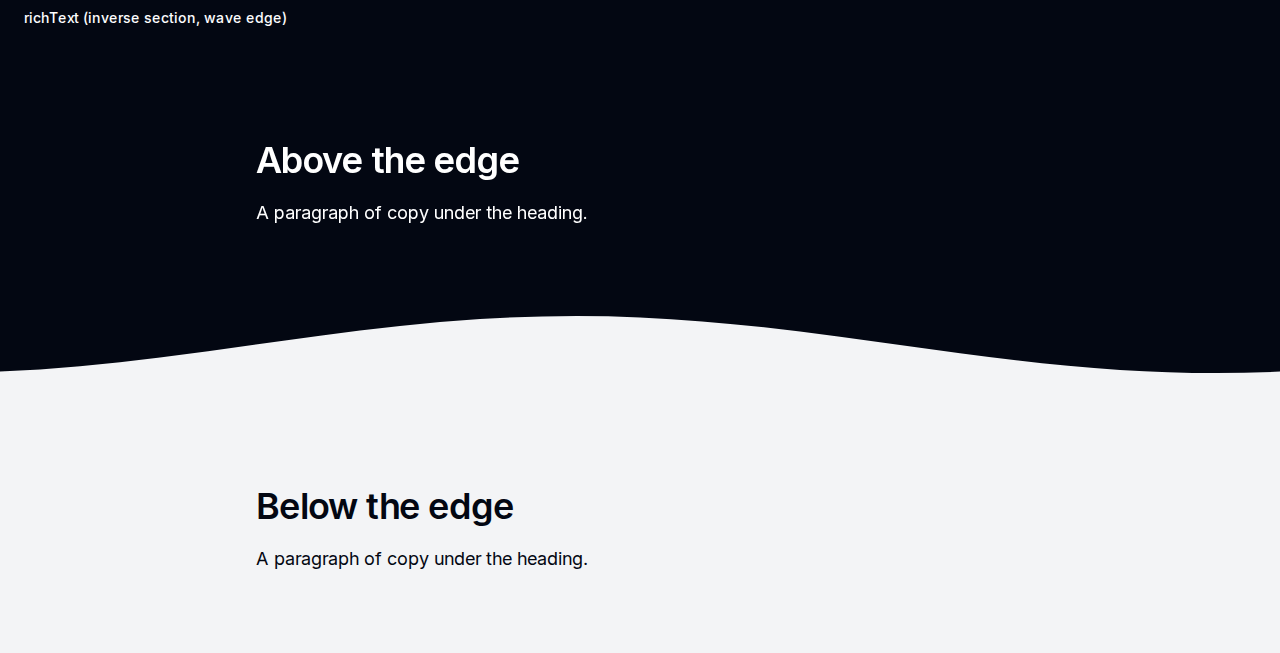 richText (inverse section, wave edge)
Above the edge
A paragraph of copy under the heading.
Below the edge
A paragraph of copy under the heading.